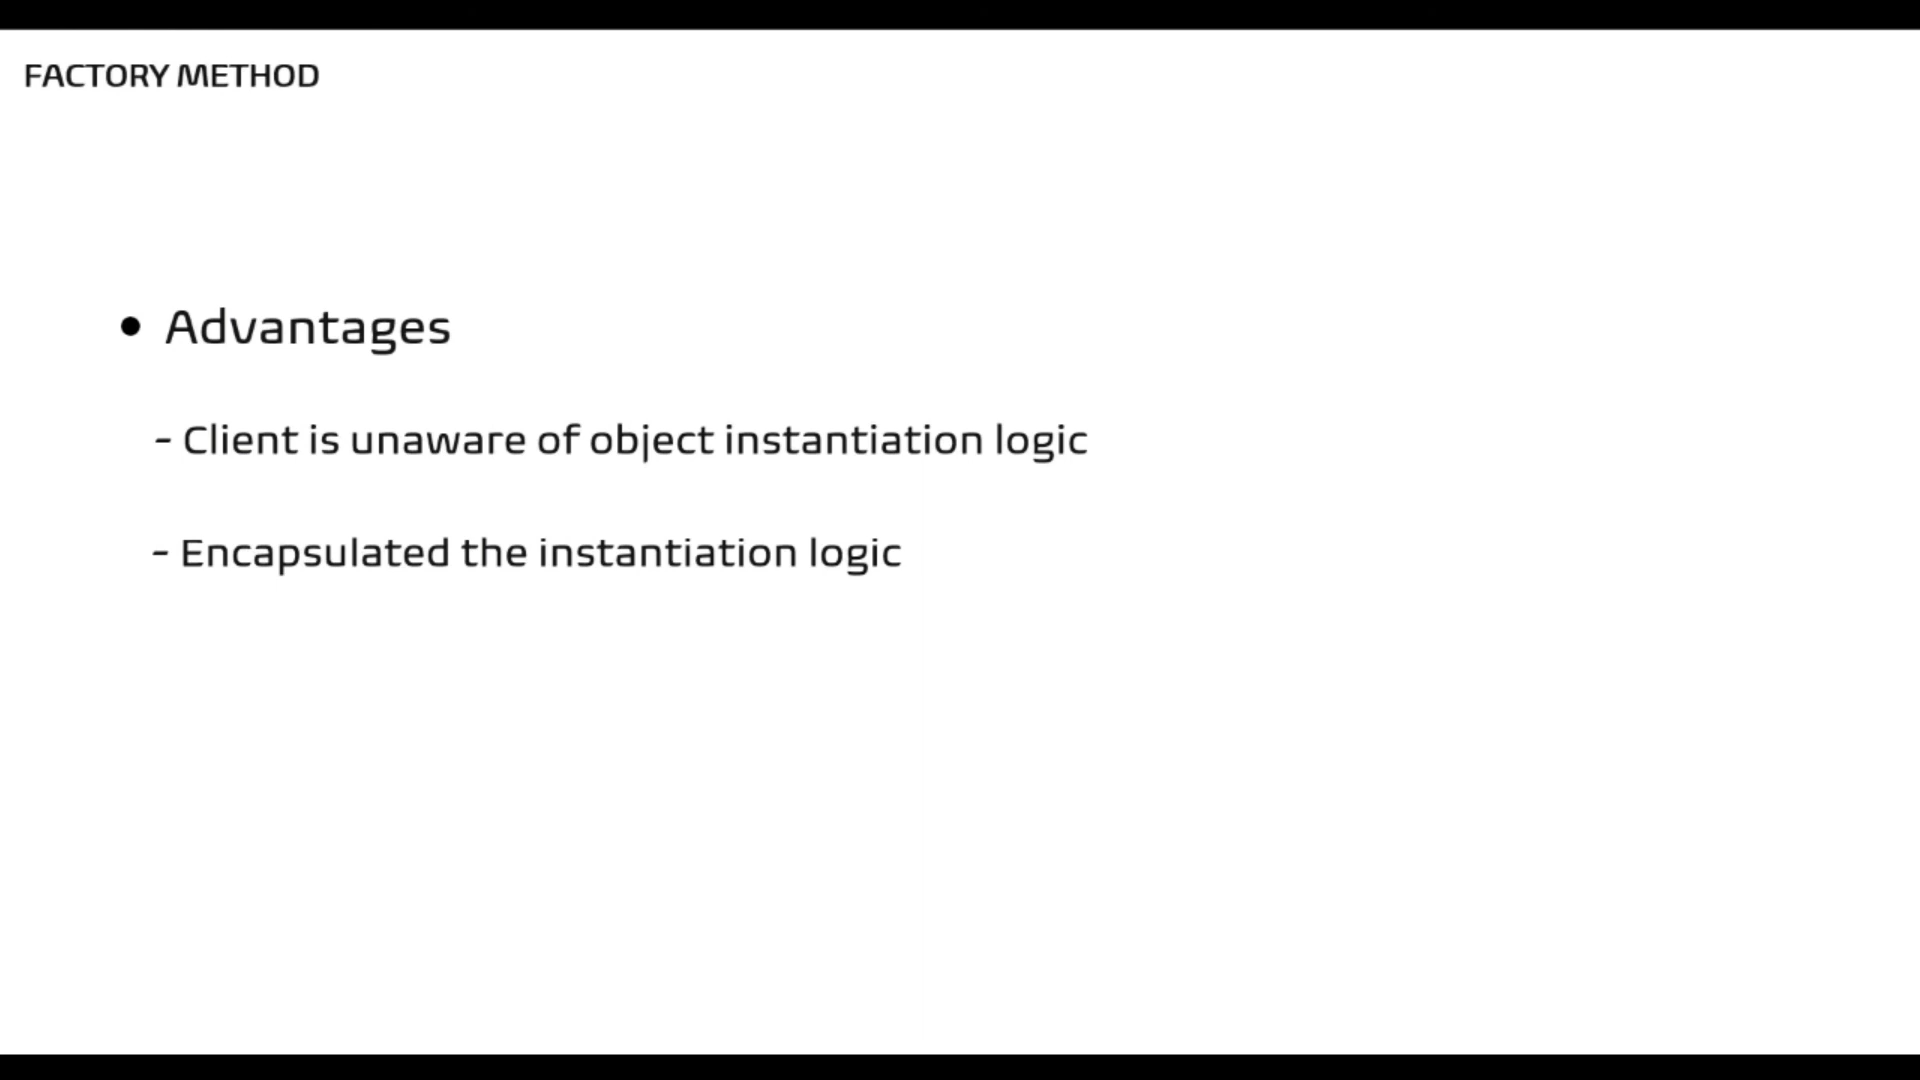 FACTORY METHOD
• Advantages
- Client is unaware of object instantiation logic
- Encapsulated the instantiation logic